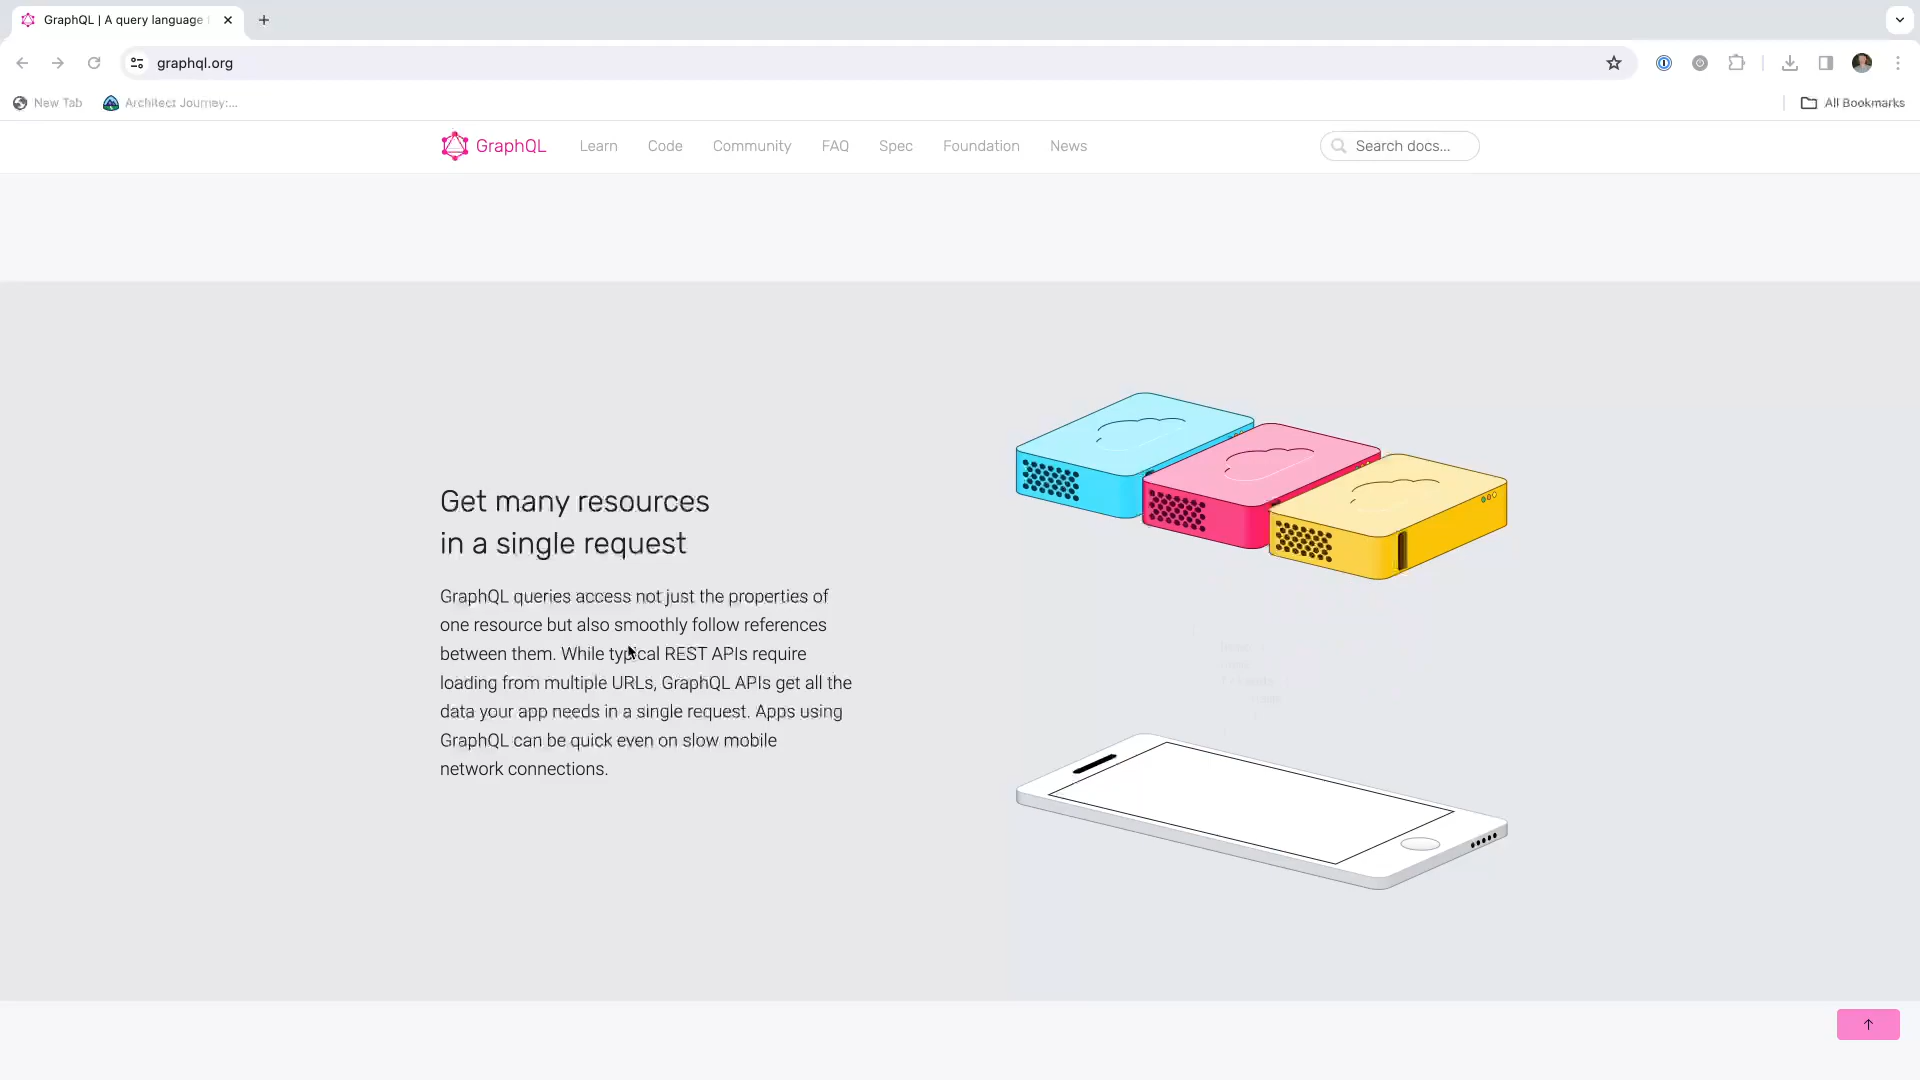 GraphQL | A query language
graphql.org
New Tab
Architect Journey:...
All Bookmarks
GraphQL
Learn
Code
Community
FAQ
Spec
Foundation
News
Search docs...
Get many resources
in a single request
GraphQL queries access not just the properties of
one resource but also smoothly follow references
between them. While typical REST APIs require
loading from multiple URLs, GraphQL APIs get all the
data your app needs in a single request. Apps using
GraphQL can be quick even on slow mobile
network connections.